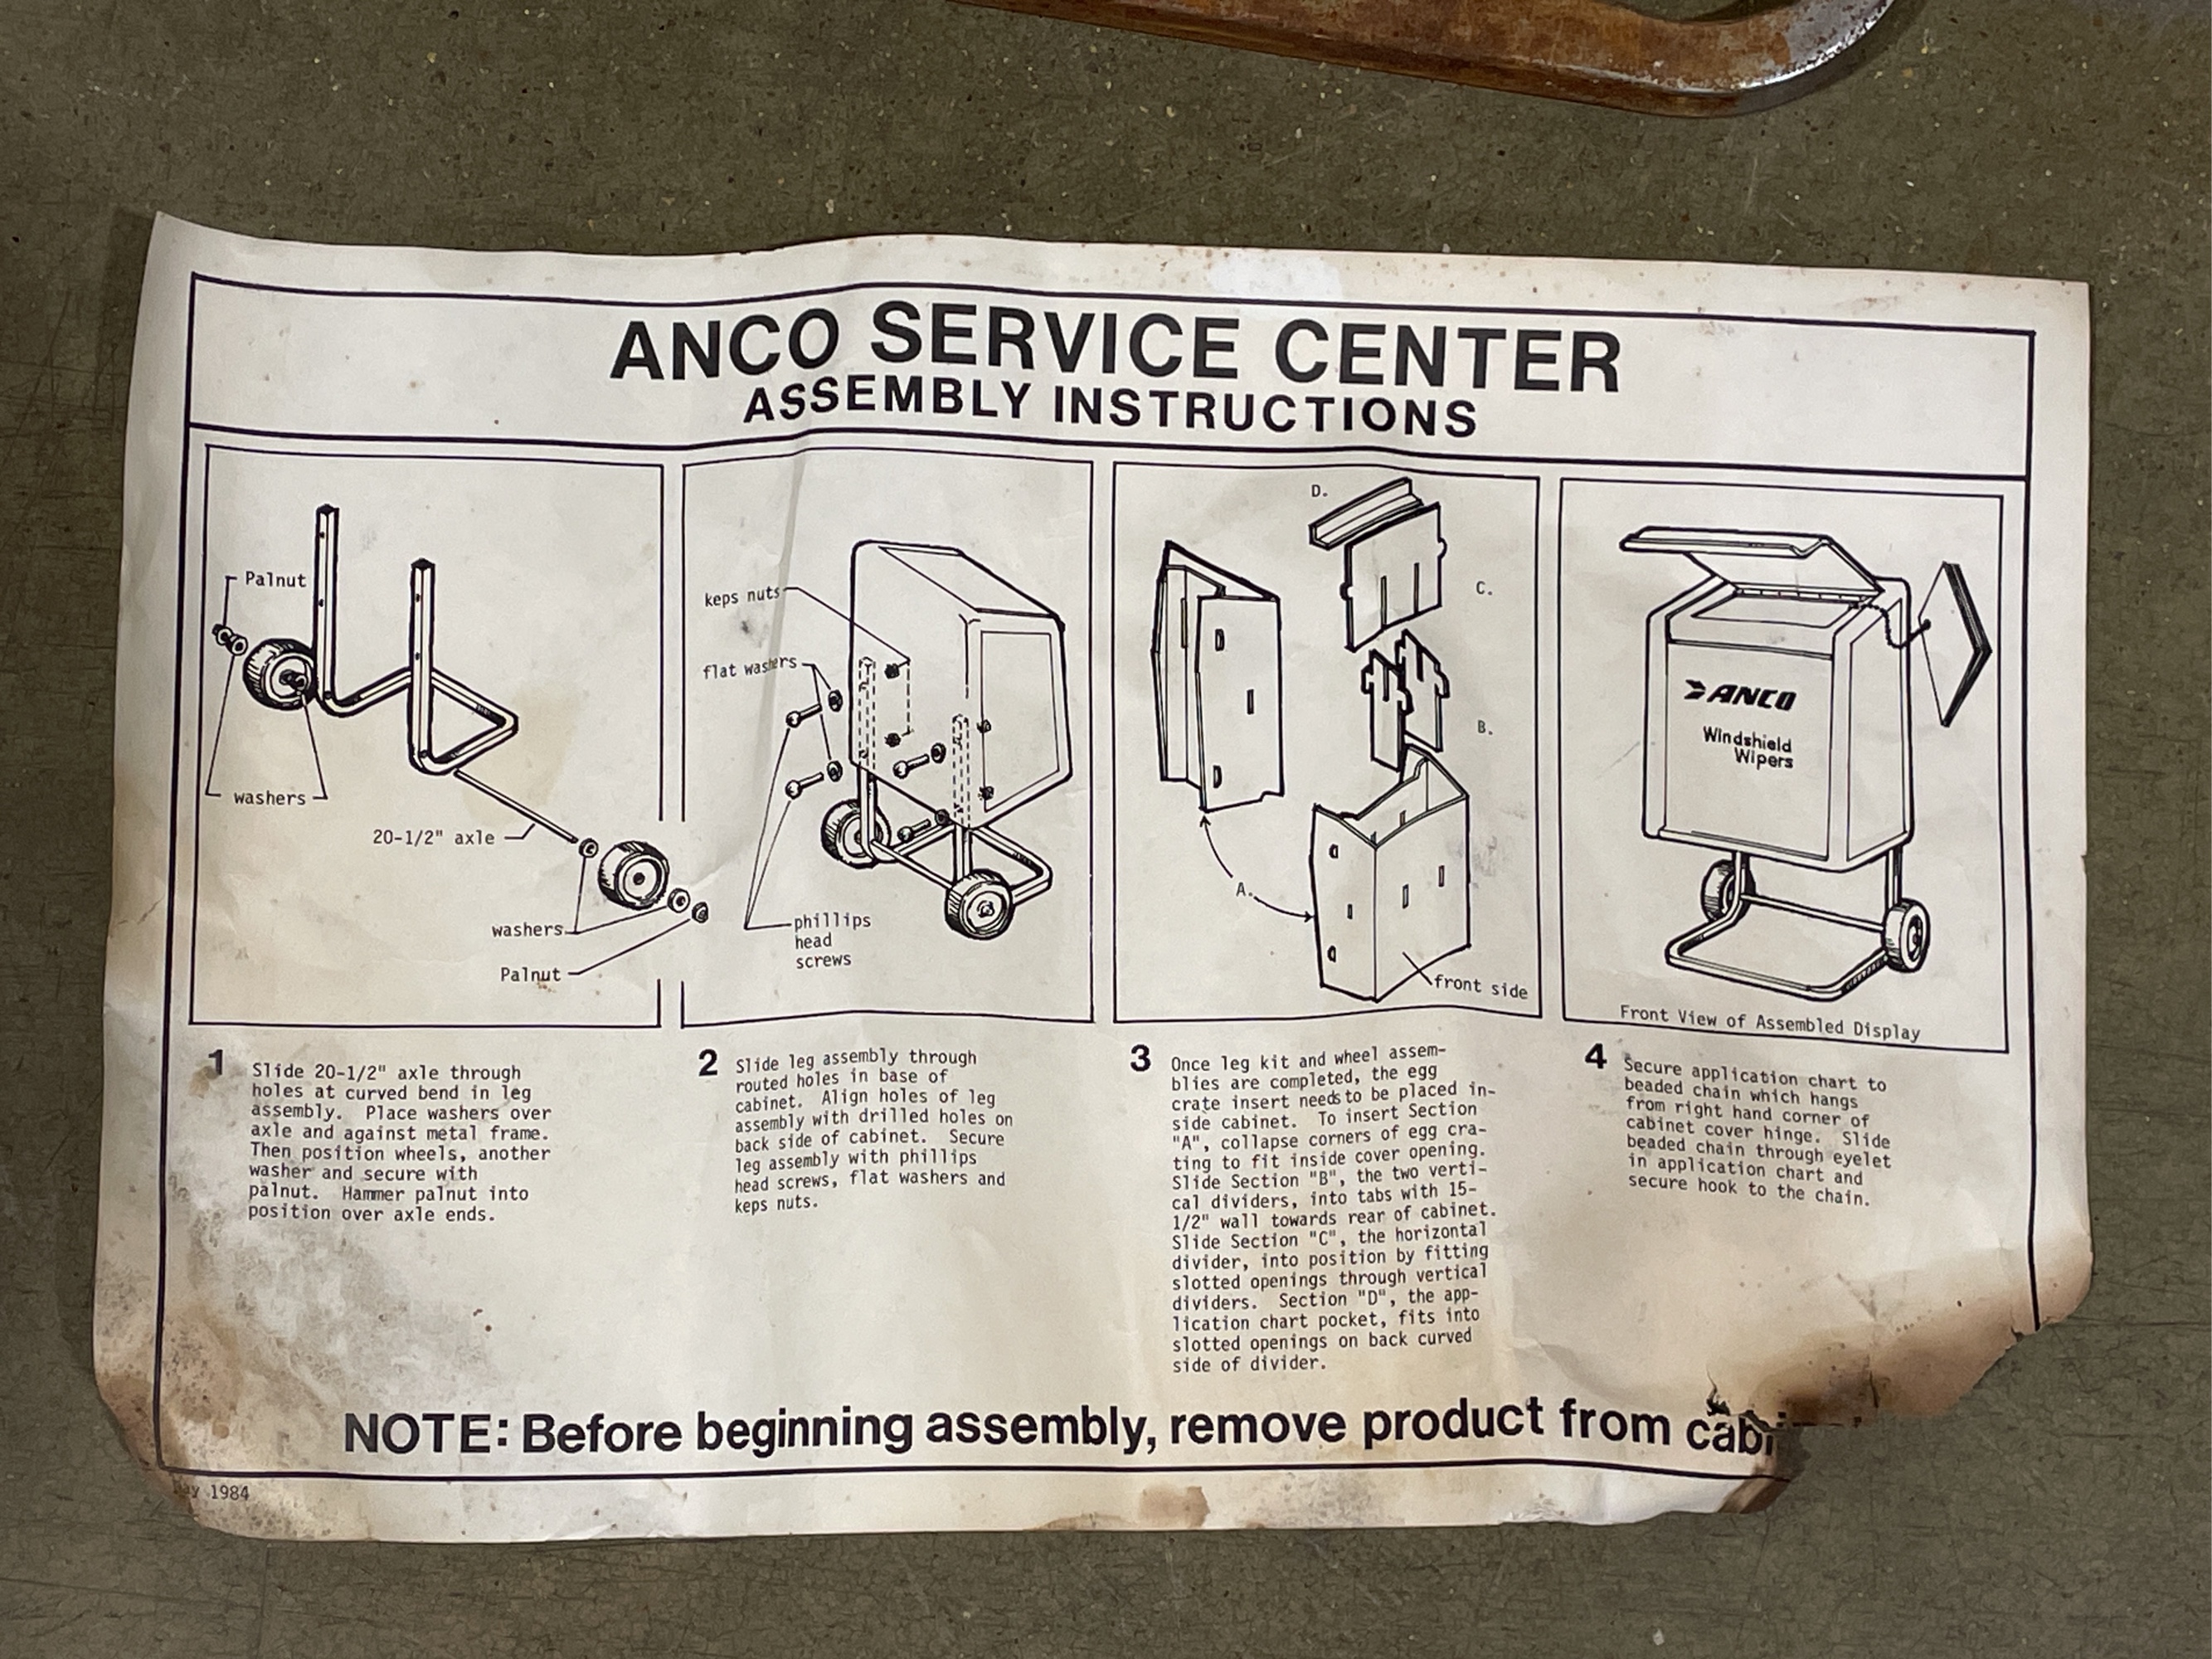 ANCO SERVICE CENTER
ASSEMBLY INSTRUCTIONS
Palnut
washers
20-1/2" axle
washers
Palnut
keps nuts
flat washers
phillips
head
screws
D.
C.
B.
A.
front side
ANCO
Windshield
Wipers
Front View of Assembled Display
1
Slide 20-1/2" axle through
holes at curved bend in leg
assembly. Place washers over
axle and against metal frame.
Then position wheels, another
washer and secure with
palnut. Hammer palnut into
position over axle ends.
2
Slide leg assembly through
routed holes in base of
cabinet. Align holes of leg
assembly with drilled holes on
back side of cabinet. Secure
leg assembly with phillips
head screws, flat washers and
keps nuts.
3
Once leg kit and wheel assem-
blies are completed, the egg
crate insert needs to be placed in-
side cabinet. To insert Section
"A", collapse corners of egg cra-
ting to fit inside cover opening.
Slide Section "B", the two verti-
cal dividers, into tabs with 15-
1/2" wall towards rear of cabinet.
Slide Section "C", the horizontal
divider, into position by fitting
slotted openings through vertical
dividers. Section "D", the app-
lication chart pocket, fits into
slotted openings on back curved
side of divider.
4
Secure application chart to
beaded chain which hangs
from right hand corner of
cabinet cover hinge. Slide
beaded chain through eyelet
in application chart and
secure hook to the chain.
NOTE: Before beginning assembly, remove product from
1984